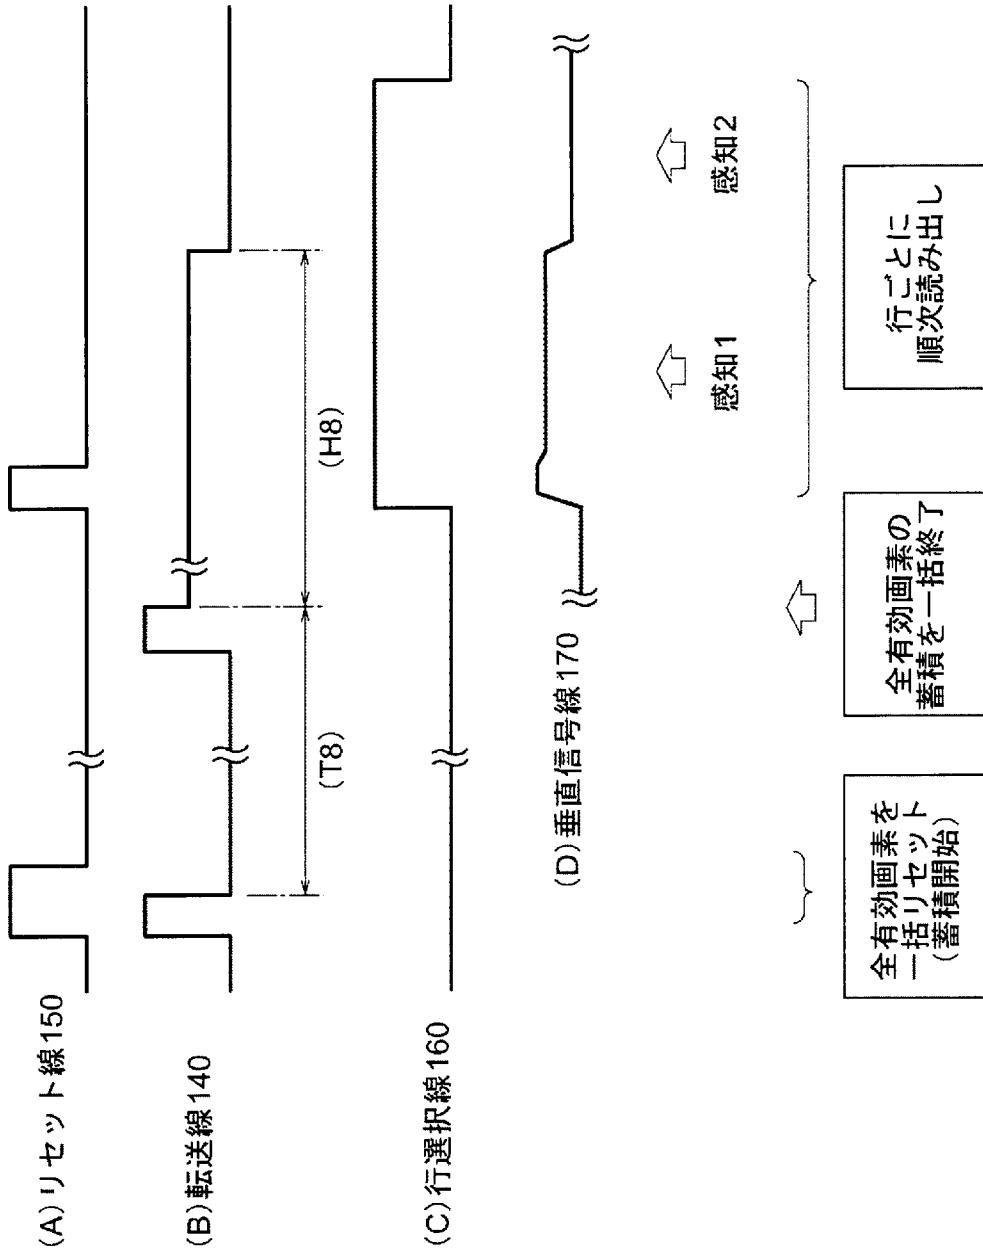 (A)リセット線150
(B)転送線140
(T8)
(H8)
(C)行選択線160
(D)垂直信号線170
感知1
感知2
全有効画素を
一括リセット
(蓄積開始)
全有効画素の
蓄積を一括終了
行ごとに
順次読み出し